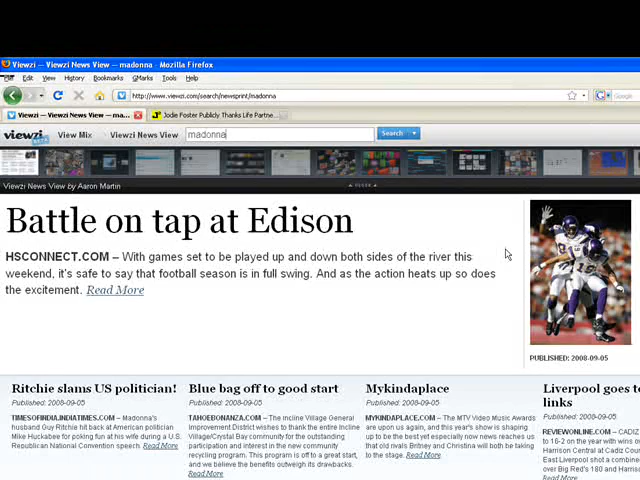 Viewzi — Viewzi News View — madonna - Mozilla Firefox
File Edit View History Bookmarks GMarks Tools Help
http://www.viewzi.com/search/newsprint/madonna
Google
Viewzi — Viewzi News View — ma...
Jodie Foster Publicly Thanks Life Partne...
viewzi BETA View Mix Viewzi News View madonna Search
Viewzi News View by Aaron Martin
Battle on tap at Edison
HSCONNECT.COM – With games set to be played up and down both sides of the river this
weekend, it's safe to say that football season is in full swing. And as the action heats up so does
the excitement. Read More
PUBLISHED: 2008-09-05
Ritchie slams US politician!
Published: 2008-09-05
TIMESOFINDIA.INDIATIMES.COM – Madonna's
husband Guy Ritchie hit back at American politician
Mike Huckabee for poking fun at his wife during a U.S.
Republican National Convention speech. Read More
Blue bag off to good start
Published: 2008-09-05
TAHOEBONANZA.COM – The Incline Village General
Improvement District wishes to thank the entire Incline
Village/Crystal Bay community for the outstanding
participation and interest in the new community
recycling program. This program is off to a great start,
and we believe the benefits outweigh its drawbacks.
Read More
Mykindaplace
Published: 2008-09-05
MYKINDAPLACE.COM – The MTV Video Music Awards
are upon us again, and this year's show is shaping
up to be the best yet especially now news reaches us
that old rivals Britney and Christina will both be taking
to the stage. Read More
Liverpool goes to
links
Published: 2008-09-05
REVIEWONLINE.COM – CADIZ
to 16-2 on the year with wins o
Harrison Central at Cadiz Coun
East Liverpool shot a combined
over Big Red's 180 and Harriso
Read More